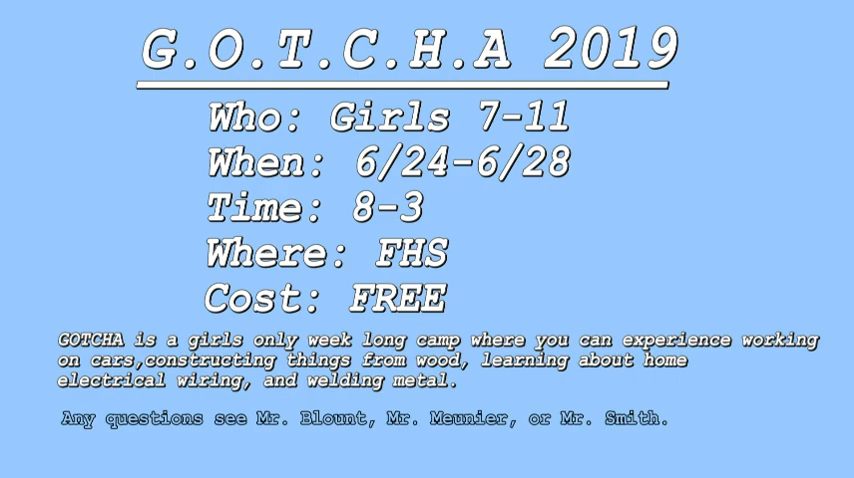 G.O.T.C.H.A 2019
Who: Girls 7-11
When: 6/24-6/28
Time: 8-3
Where: FHS
Cost: FREE
GOTCHA is a girls only week long camp where you can experience working
on cars,constructing things from wood, learning about home
electrical wiring, and welding metal.
Any questions see Mr. Blount, Mr. Meunier, or Mr. Smith.